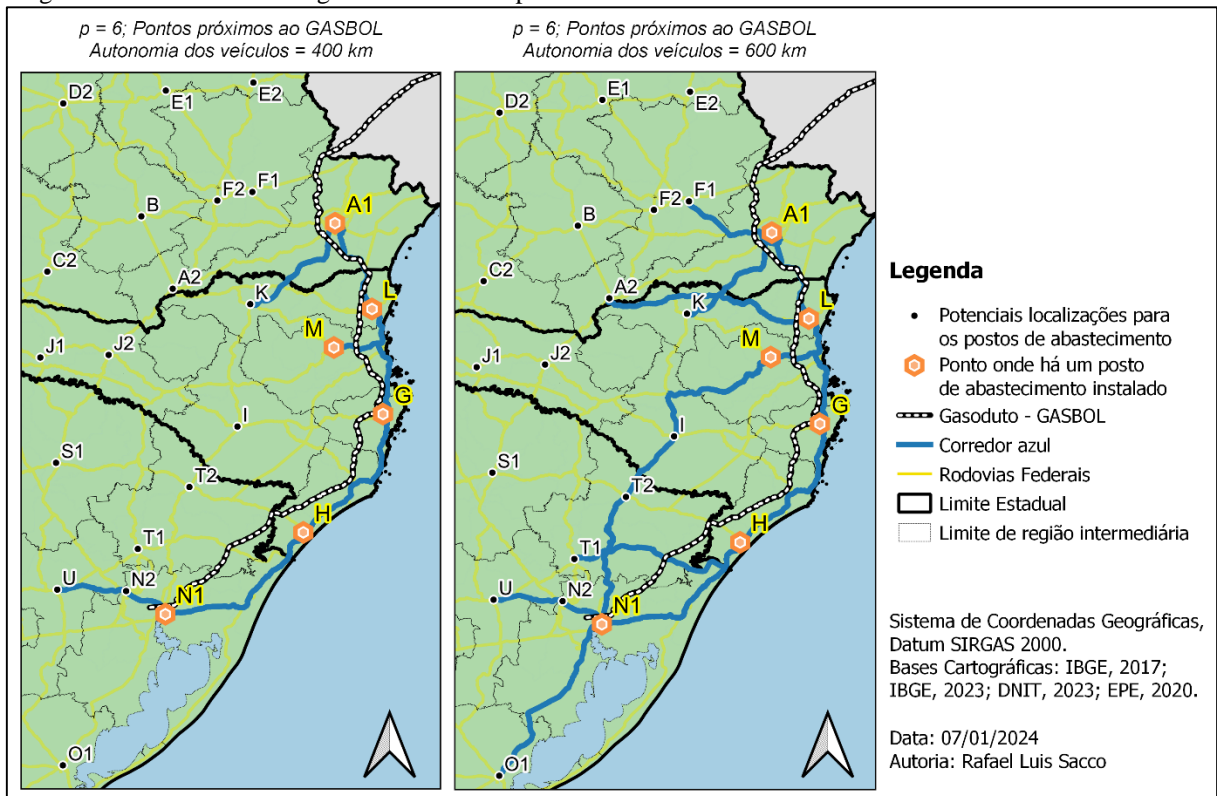 p = 6; Pontos próximos ao GASBOL
Autonomia dos veículos = 400 km
D2
E1
E2
B
F2
F1
A1
C2
A2
K
L
M
J1
J2
G
I
S1
T2
H
T1
U
N2
N1
O1
p = 6; Pontos próximos ao GASBOL
Autonomia dos veículos = 600 km
D2
E1
E2
B
F2
F1
A1
C2
A2
K
L
M
J1
J2
G
I
S1
T2
H
T1
U
N2
N1
O1
Legenda
Potenciais localizações para
os postos de abastecimento
Ponto onde há um posto
de abastecimento instalado
Gasoduto - GASBOL
Corredor azul
Rodovias Federais
Limite Estadual
Limite de região intermediária
Sistema de Coordenadas Geográficas,
Datum SIRGAS 2000.
Bases Cartográficas: IBGE, 2017;
IBGE, 2023; DNIT, 2023; EPE, 2020.
Data: 07/01/2024
Autoria: Rafael Luis Sacco